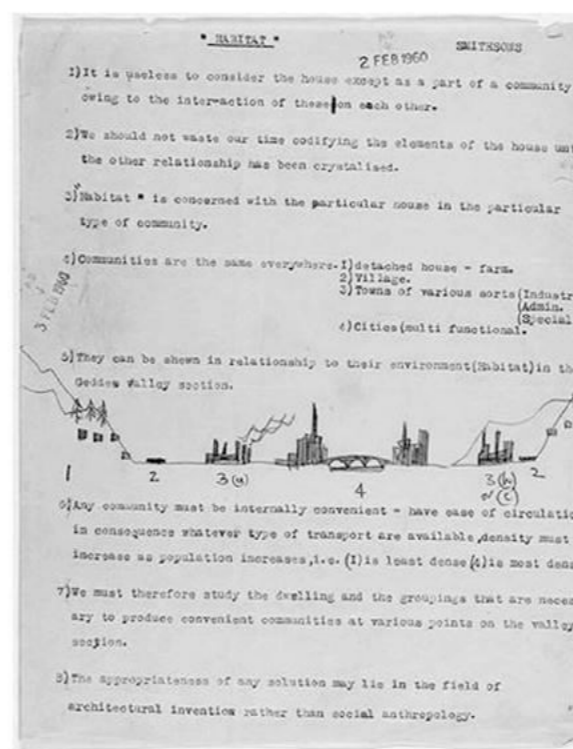 " HABITAT "
SMITHSONS
2 FEB 1960
1)It is useless to consider the house except as a part of a community
owing to the inter-action of these on each other.
2)We should not waste our time codifying the elements of the house unt
the other relationship has been crystalised.
3)"Habitat " is concerned with the particular house in the particular
type of community.
4)Communities are the same everywhere. 1)detached house - farm.
2)Village.
3)Towns of various sorts(Industr
(Admin.
(Special
4)Cities(multi functional.
3 FEB 1960
5)They can be shewn in relationship to their environment(Habitat)in the
Geddes valley section.
1 2 3(a) 4 3(b) 2
or (c)
6)Any community must be internally convenient - have ease of circulatio
in consequence whatever type of transport are available,density must
increase as population increases,i.e.(1)is least dense(4)is most dens
7)We must therefore study the dwelling and the groupings that are neces
ary to produce convenient communities at various points on the valley
section.
8)The appropriateness of any solution may lie in the field of
architectural invention rather than social anthropology.